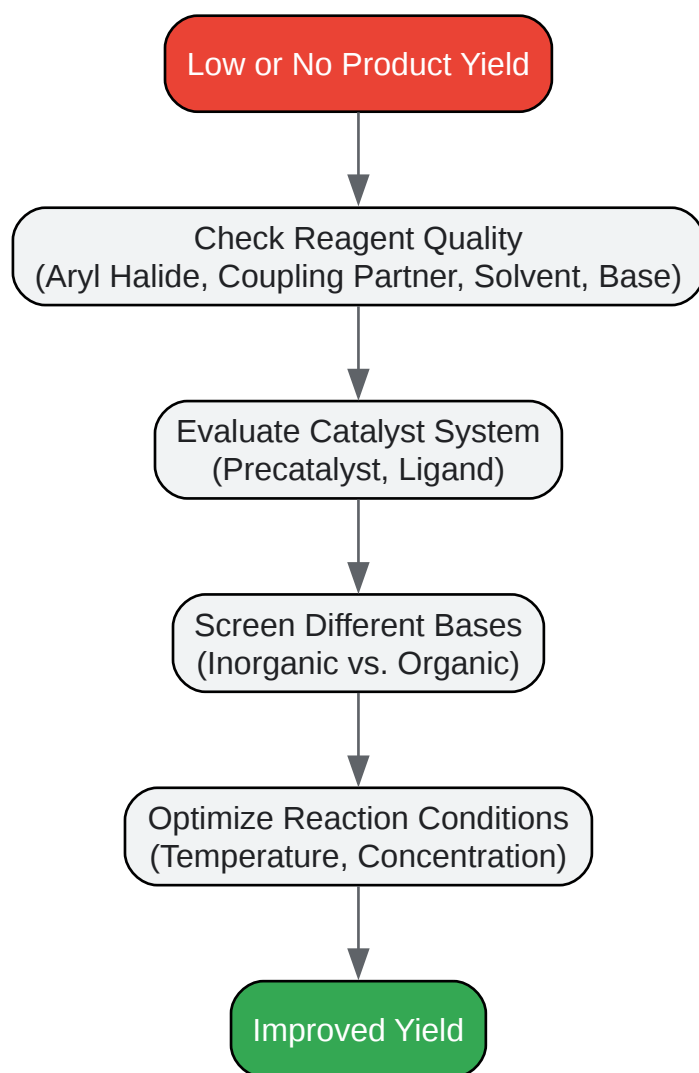 Low or No Product Yield
Check Reagent Quality
(Aryl Halide, Coupling Partner, Solvent, Base)
Evaluate Catalyst System
(Precatalyst, Ligand)
Screen Different Bases
(Inorganic vs. Organic)
Optimize Reaction Conditions
(Temperature, Concentration)
Improved Yield